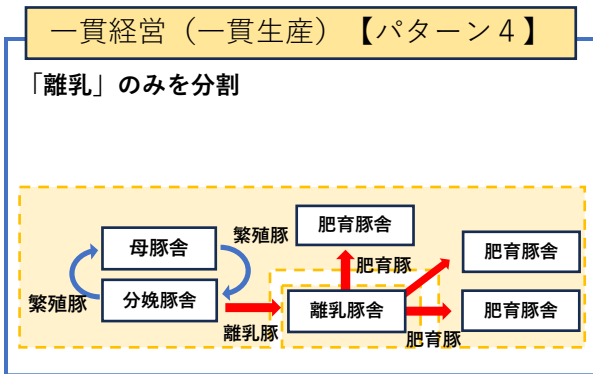 一貫経営（一貫生産）【パターン４】
「離乳」のみを分割
母豚舎
繁殖豚
肥育豚舎
肥育豚舎
肥育豚
繁殖豚
分娩豚舎
離乳豚舎
肥育豚舎
離乳豚
肥育豚